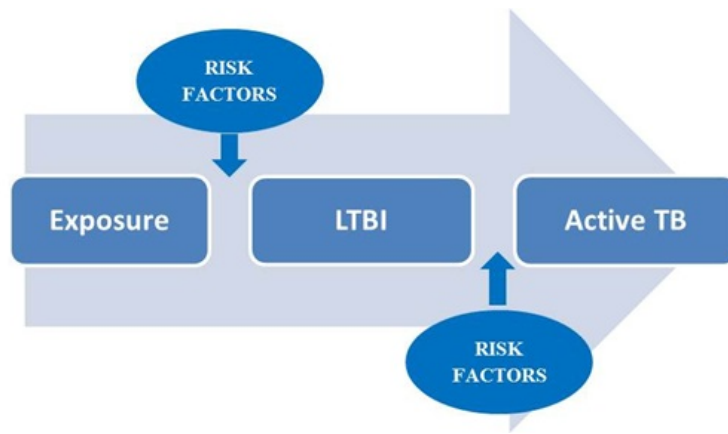 RISK
FACTORS
Exposure
LTBI
Active TB
RISK
FACTORS